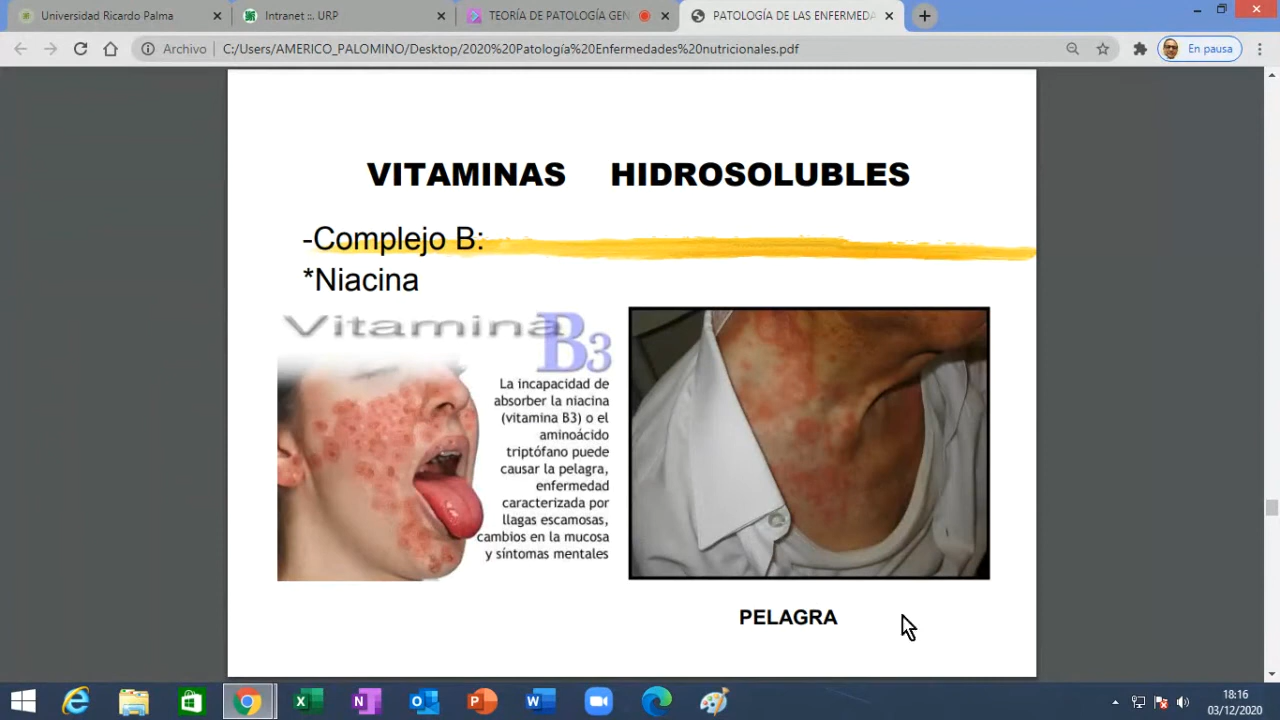 Universidad Ricardo Palma
Intranet ::. URP
TEORÍA DE PATOLOGÍA GEN
PATOLOGÍA DE LAS ENFERMEDA
Archivo
C:/Users/AMERICO_PALOMINO/Desktop/2020%20Patología%20Enfermedades%20nutricionales.pdf
En pausa
VITAMINAS HIDROSOLUBLES
-Complejo B:
*Niacina
Vitamina B3
La incapacidad de
absorber la niacina
(vitamina B3) o el
aminoácido
triptófano puede
causar la pelagra,
enfermedad
caracterizada por
llagas escamosas,
cambios en la mucosa
y síntomas mentales
PELAGRA
18:16
03/12/2020